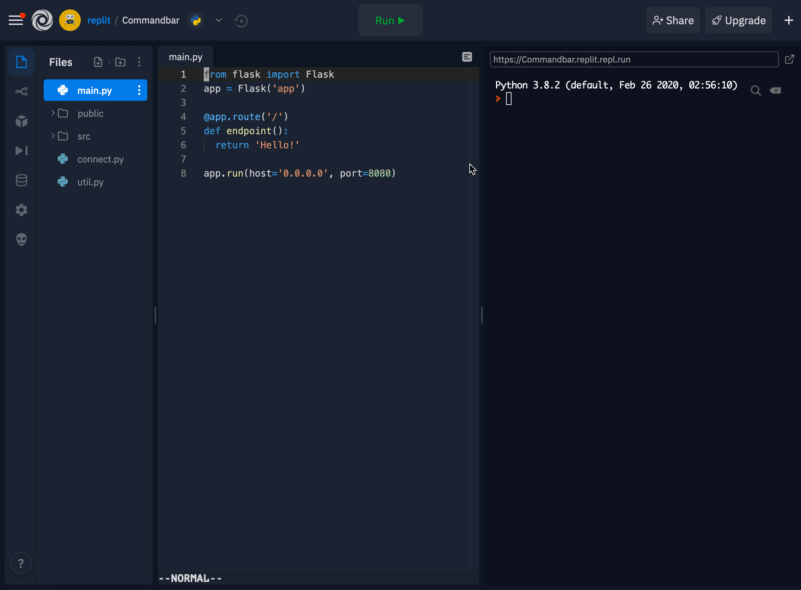 replit / Commandbar
Run
Share
Upgrade
Files
main.py
public
src
connect.py
util.py
main.py
1 from flask import Flask
2 app = Flask('app')
3
4 @app.route('/')
5 def endpoint():
6 return 'Hello!'
7
8 app.run(host='0.0.0.0', port=8080)
--NORMAL--
https://Commandbar.replit.repl.run
Python 3.8.2 (default, Feb 26 2020, 02:56:10)
>
?